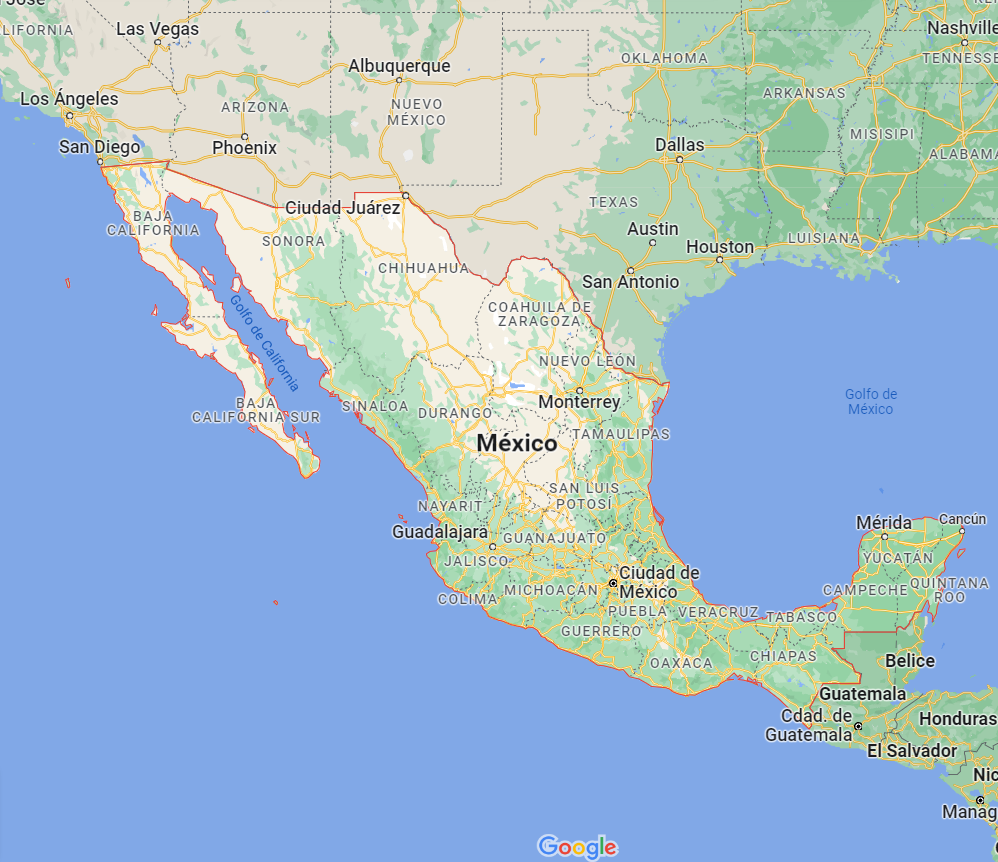 José
Las Vegas
Nashville
LIFORNIA
OKLAHOMA
TENNESSE
Albuquerque
Los Ángeles
ARIZONA
NUEVO
MÉXICO
ARKANSAS
San Diego
Phoenix
Dallas
MISISIPI
ALABAMA
Ciudad Juárez
TEXAS
BAJA
CALIFORNIA
SONORA
Austin
Houston
LUISIANA
CHIHUAHUA
San Antonio
COAHUILA DE
ZARAGOZA
Golfo de California
NUEVO LEÓN
Golfo de
México
BAJA
CALIFORNIA SUR
SINALOA
DURANGO
Monterrey
México
TAMAULIPAS
SAN LUIS
POTOSÍ
NAYARIT
Guadalajara
GUANAJUATO
Mérida
Cancún
JALISCO
YUCATÁN
Ciudad de
México
COLIMA
MICHOACÁN
CAMPECHE
QUINTANA
ROO
PUEBLA
VERACRUZ
TABASCO
GUERRERO
OAXACA
CHIAPAS
Belice
Guatemala
Cdad. de
Guatemala
Honduras
El Salvador
Nic
Manag
Google